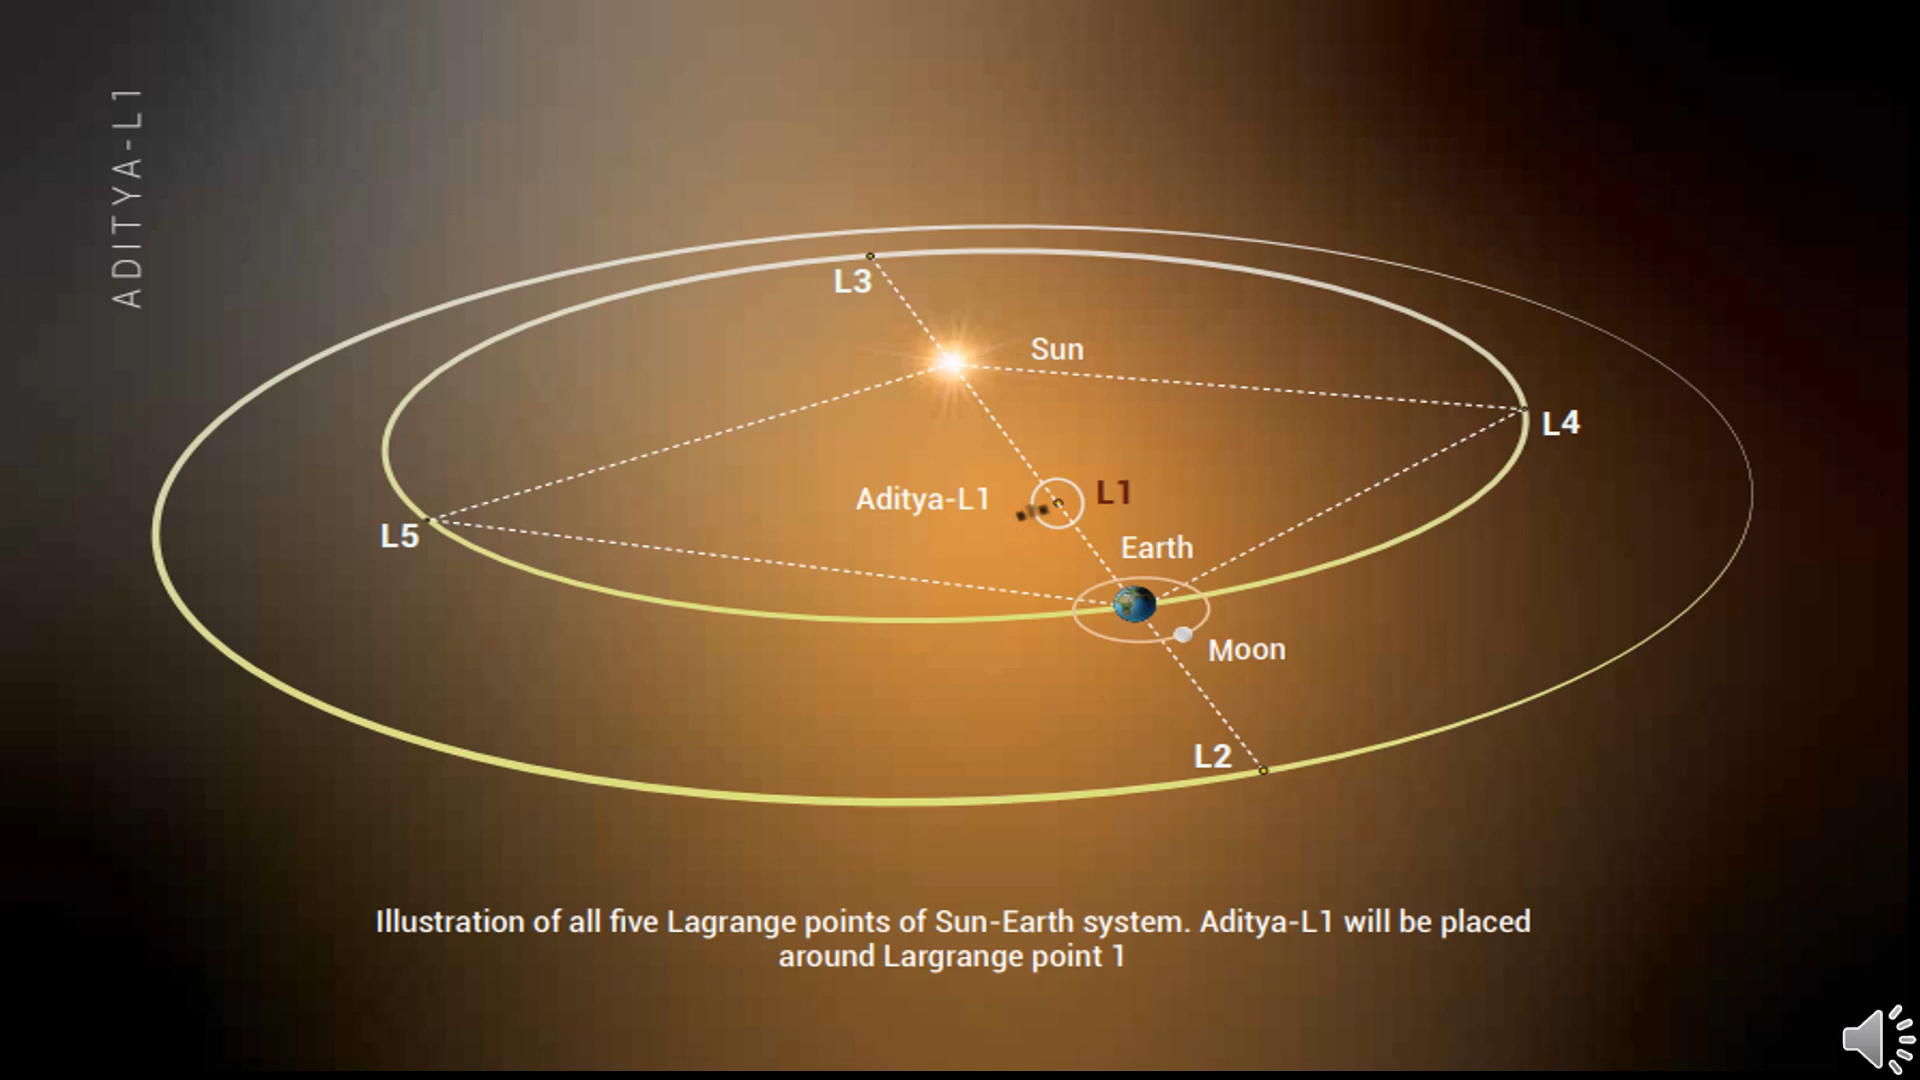 ADITYA-L1
L3
Sun
L4
Aditya-L1
L1
L5
Earth
Moon
L2
Illustration of all five Lagrange points of Sun-Earth system. Aditya-L1 will be placed
around Largrange point 1